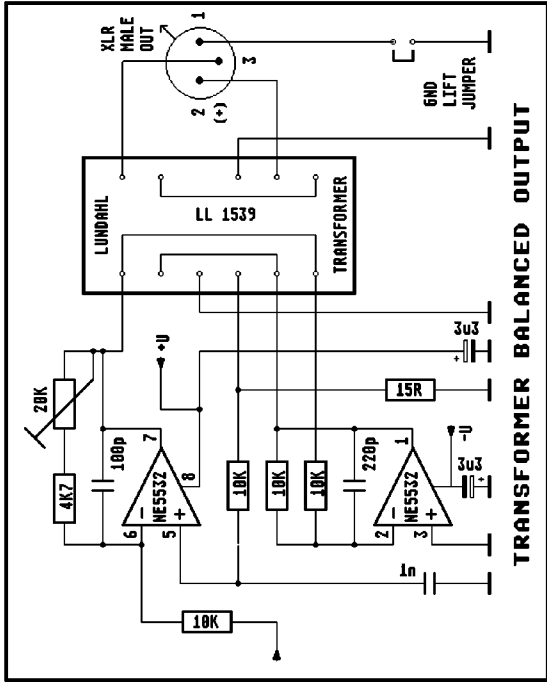 XLR
MALE
OUT
1
2
3
(+)
GND
LIFT
JUMPER
LUNDAHL
LL 1539
TRANSFORMER
20K
4K7
100p
+U
3u3
+
NE5532
-
+
6
5
7
8
10K
10K
10K
15R
220p
NE5532
-
+
2
3
1
-U
3u3
+
1n
10K
TRANSFORMER BALANCED OUTPUT